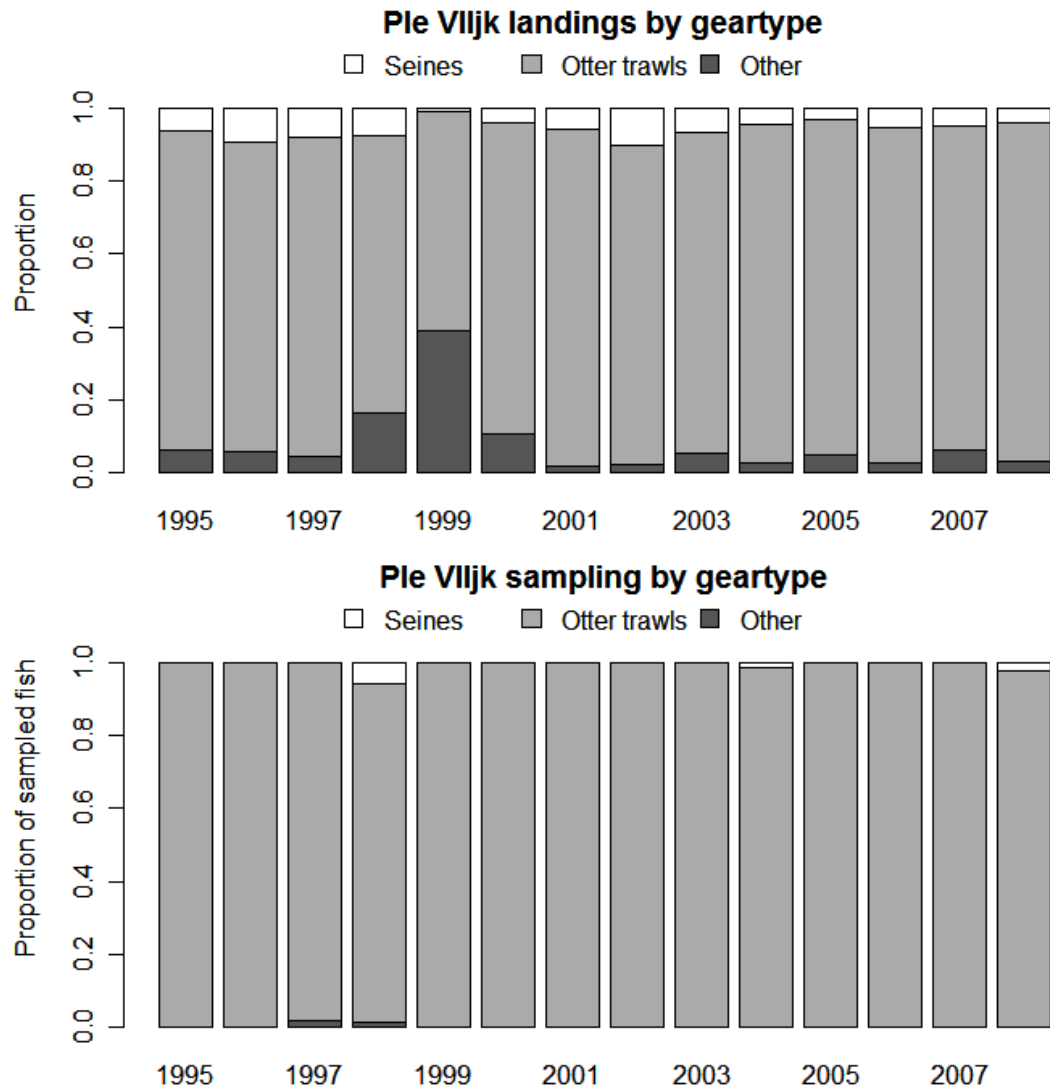 Ple VIIjk landings by geartype
Seines Otter trawls Other
Proportion
1.0
0.8
0.6
0.4
0.2
0.0
1995 1997 1999 2001 2003 2005 2007
Ple VIIjk sampling by geartype
Seines Otter trawls Other
Proportion of sampled fish
1.0
0.8
0.6
0.4
0.2
0.0
1995 1997 1999 2001 2003 2005 2007